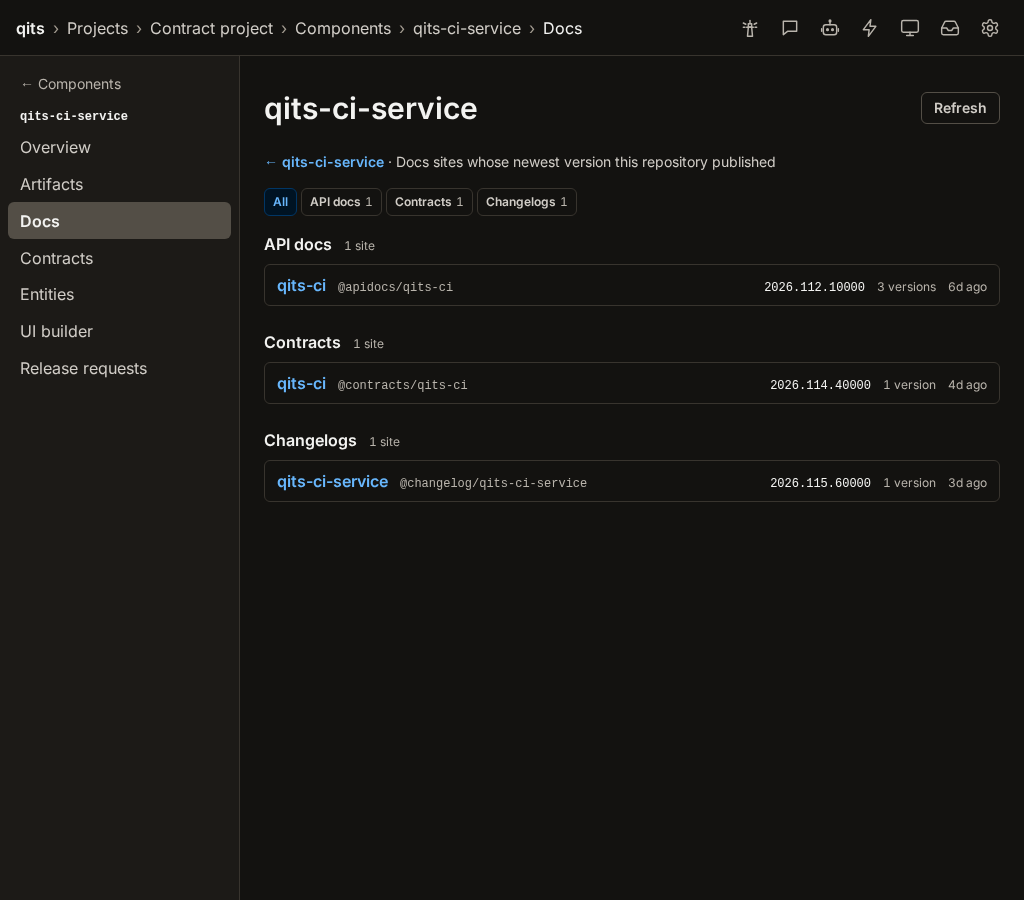 qits › Projects › Contract project › Components › qits-ci-service › Docs
← Components
qits-ci-service
Overview
Artifacts
Docs
Contracts
Entities
UI builder
Release requests
qits-ci-service
Refresh
← qits-ci-service · Docs sites whose newest version this repository published
All
API docs 1
Contracts 1
Changelogs 1
API docs 1 site
qits-ci @apidocs/qits-ci 2026.112.10000 3 versions 6d ago
Contracts 1 site
qits-ci @contracts/qits-ci 2026.114.40000 1 version 4d ago
Changelogs 1 site
qits-ci-service @changelog/qits-ci-service 2026.115.60000 1 version 3d ago